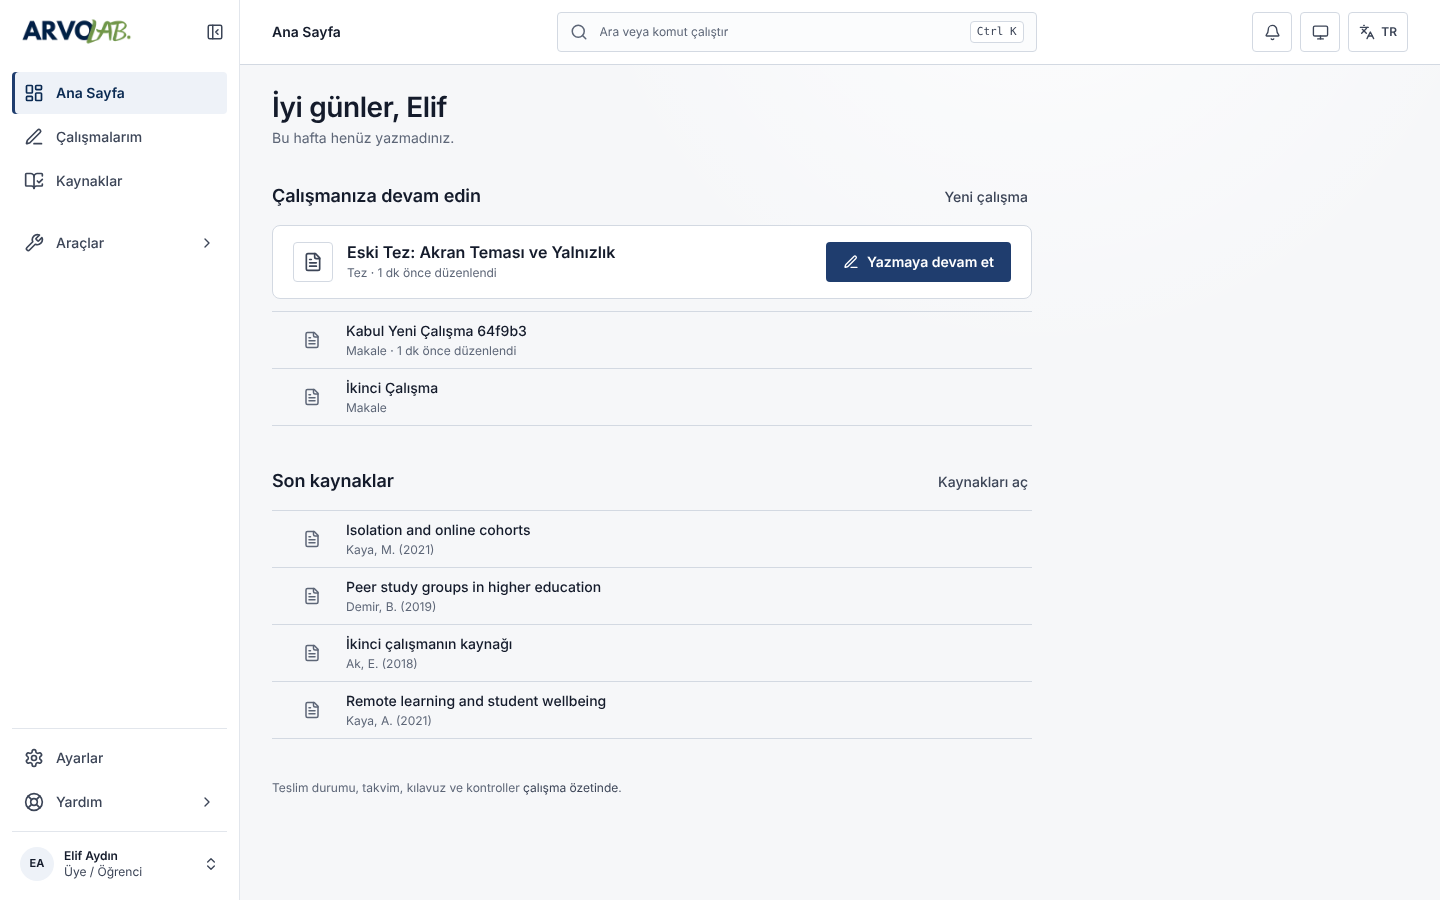 ARVOLAB.
Ana Sayfa
Çalışmalarım
Kaynaklar
Araçlar
Ayarlar
Yardım
EA
Elif Aydın
Üye / Öğrenci
Ana Sayfa
Ara veya komut çalıştır
Ctrl K
TR
İyi günler, Elif
Bu hafta henüz yazmadınız.
Çalışmanıza devam edin
Yeni çalışma
Eski Tez: Akran Teması ve Yalnızlık
Tez · 1 dk önce düzenlendi
Yazmaya devam et
Kabul Yeni Çalışma 64f9b3
Makale · 1 dk önce düzenlendi
İkinci Çalışma
Makale
Son kaynaklar
Kaynakları aç
Isolation and online cohorts
Kaya, M. (2021)
Peer study groups in higher education
Demir, B. (2019)
İkinci çalışmanın kaynağı
Ak, E. (2018)
Remote learning and student wellbeing
Kaya, A. (2021)
Teslim durumu, takvim, kılavuz ve kontroller çalışma özetinde.